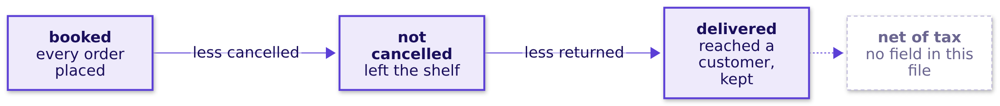 booked
every order
placed
less cancelled
not
cancelled
left the shelf
less returned
delivered
reached a
customer,
kept
net of tax
no field in this
file